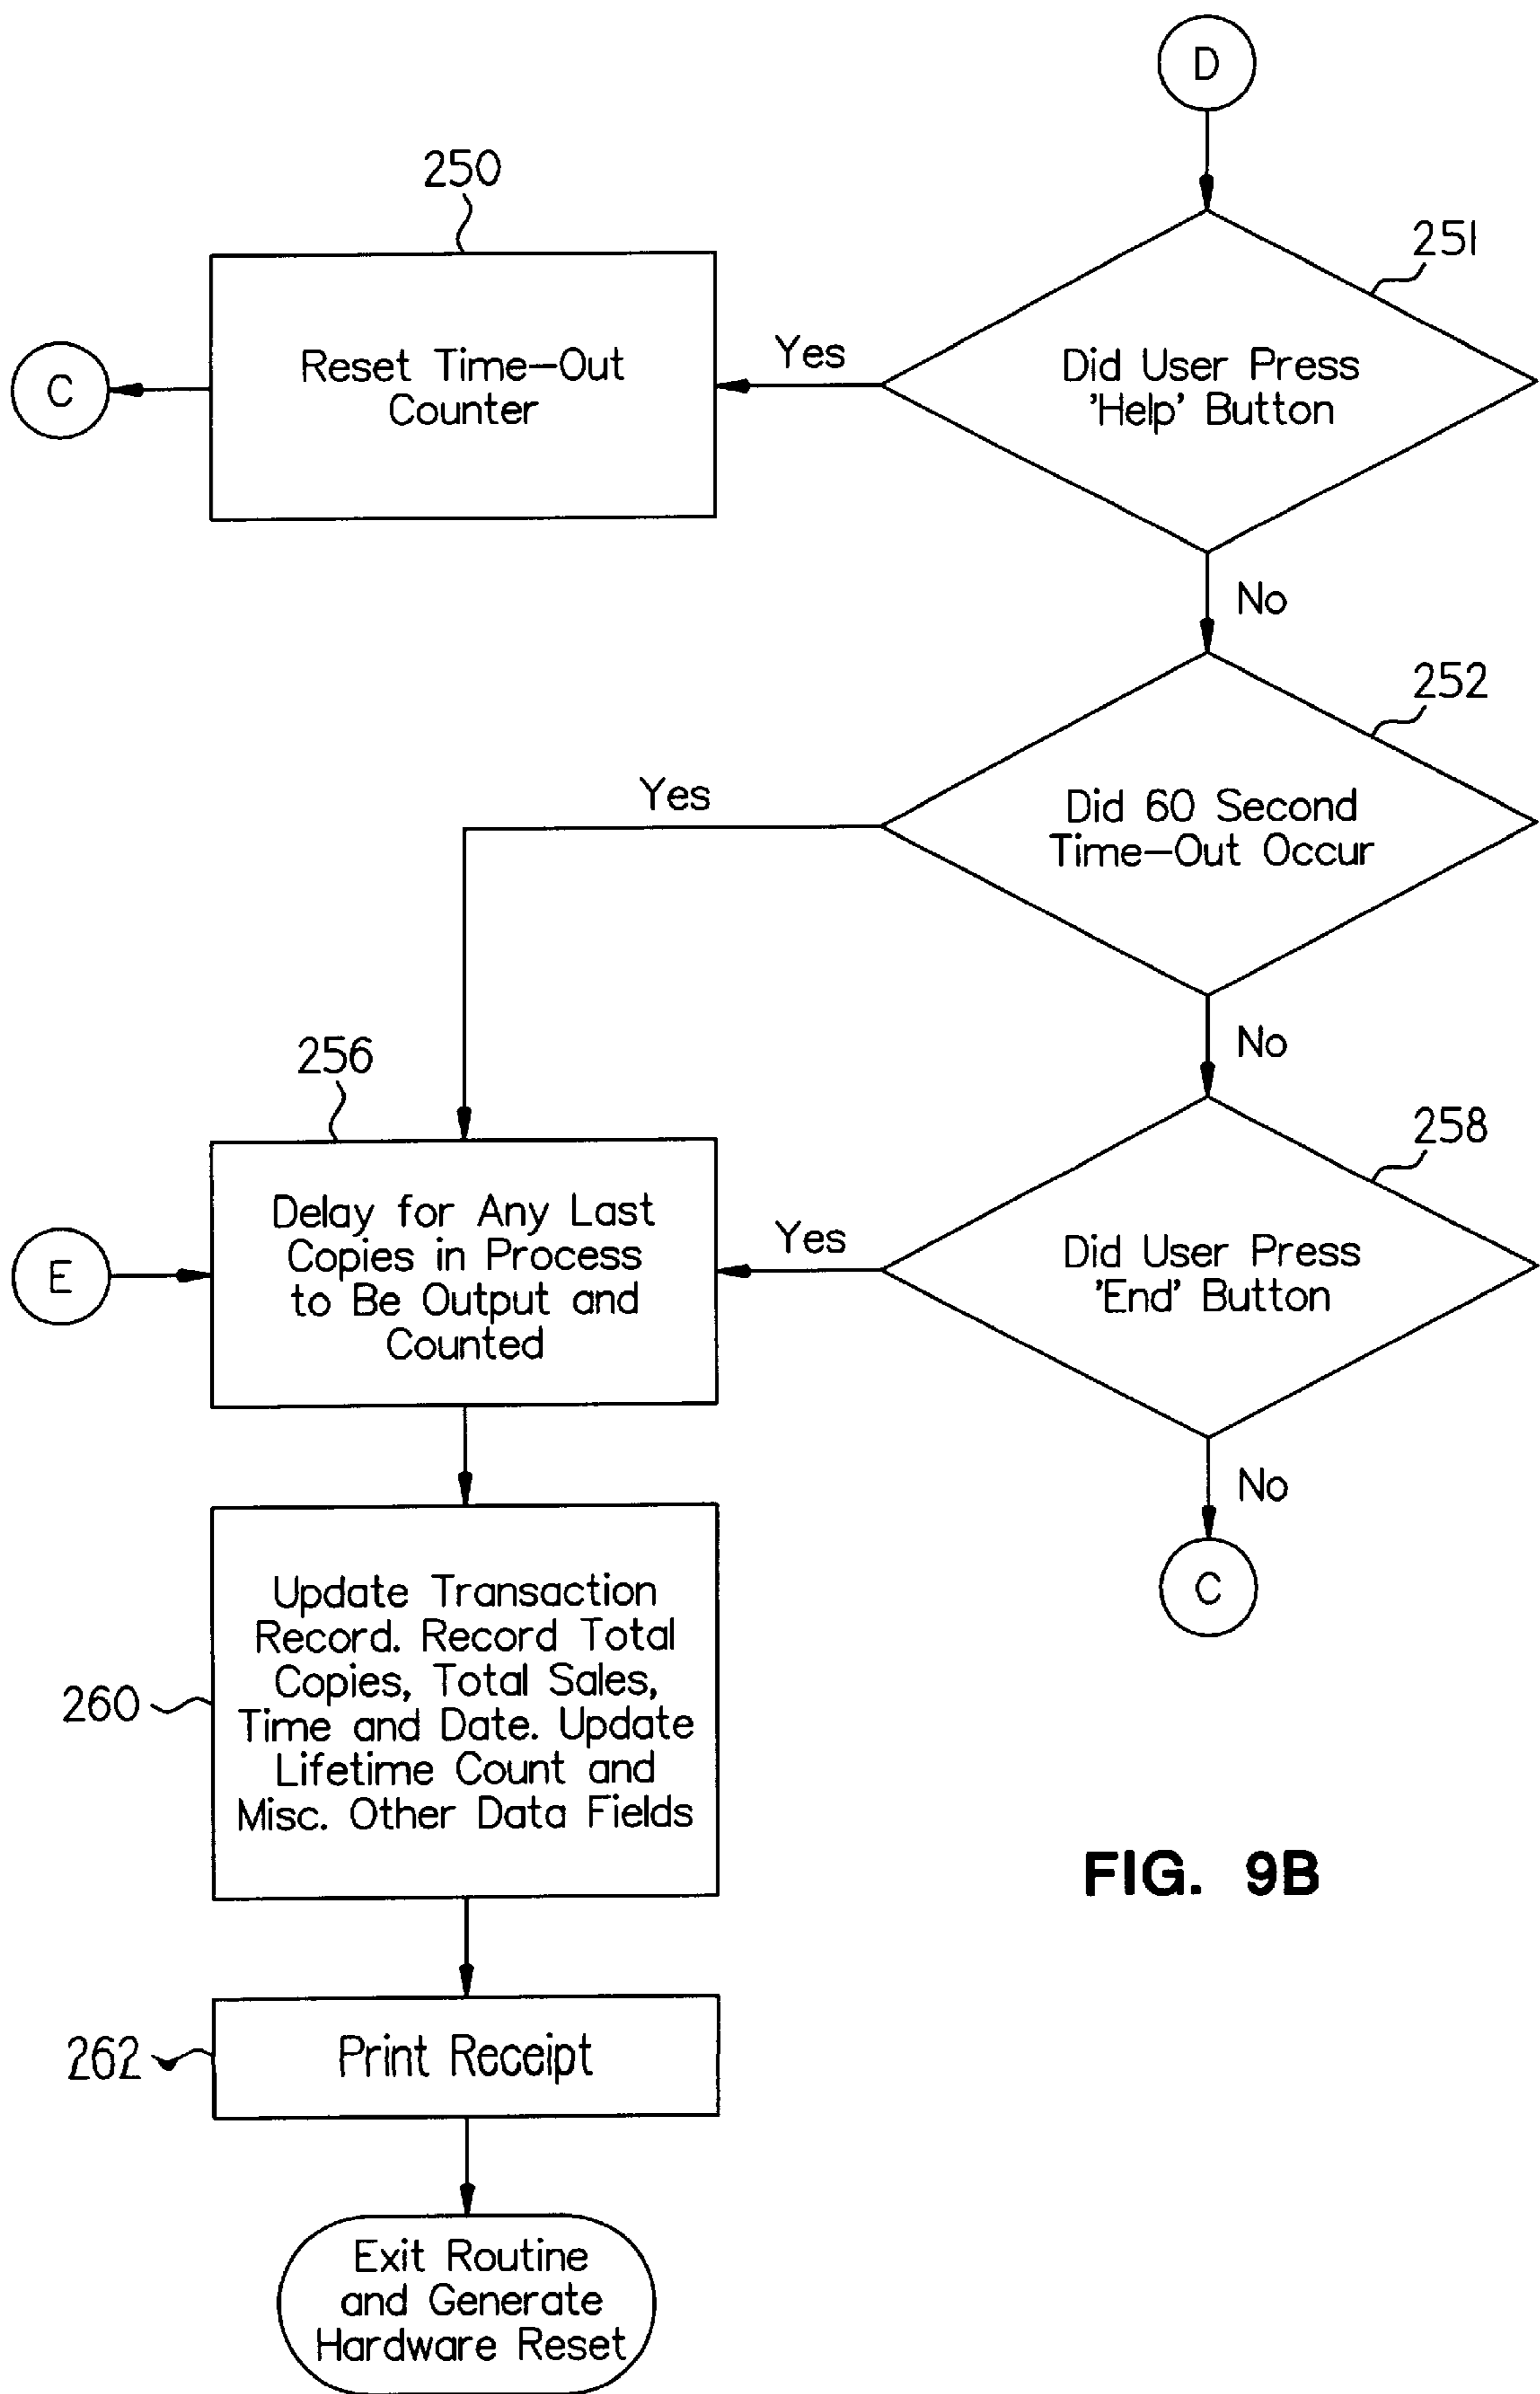 D
250
251
Reset Time-Out
Counter
C
Yes
Did User Press
'Help' Button
No
252
Yes
Did 60 Second
Time-Out Occur
No
256
258
E
Delay for Any Last
Copies in Process
to Be Output and
Counted
Yes
Did User Press
'End' Button
No
C
260
Update Transaction
Record. Record Total
Copies, Total Sales,
Time and Date. Update
Lifetime Count and
Misc. Other Data Fields
FIG. 9B
262
Print Receipt
Exit Routine
and Generate
Hardware Reset